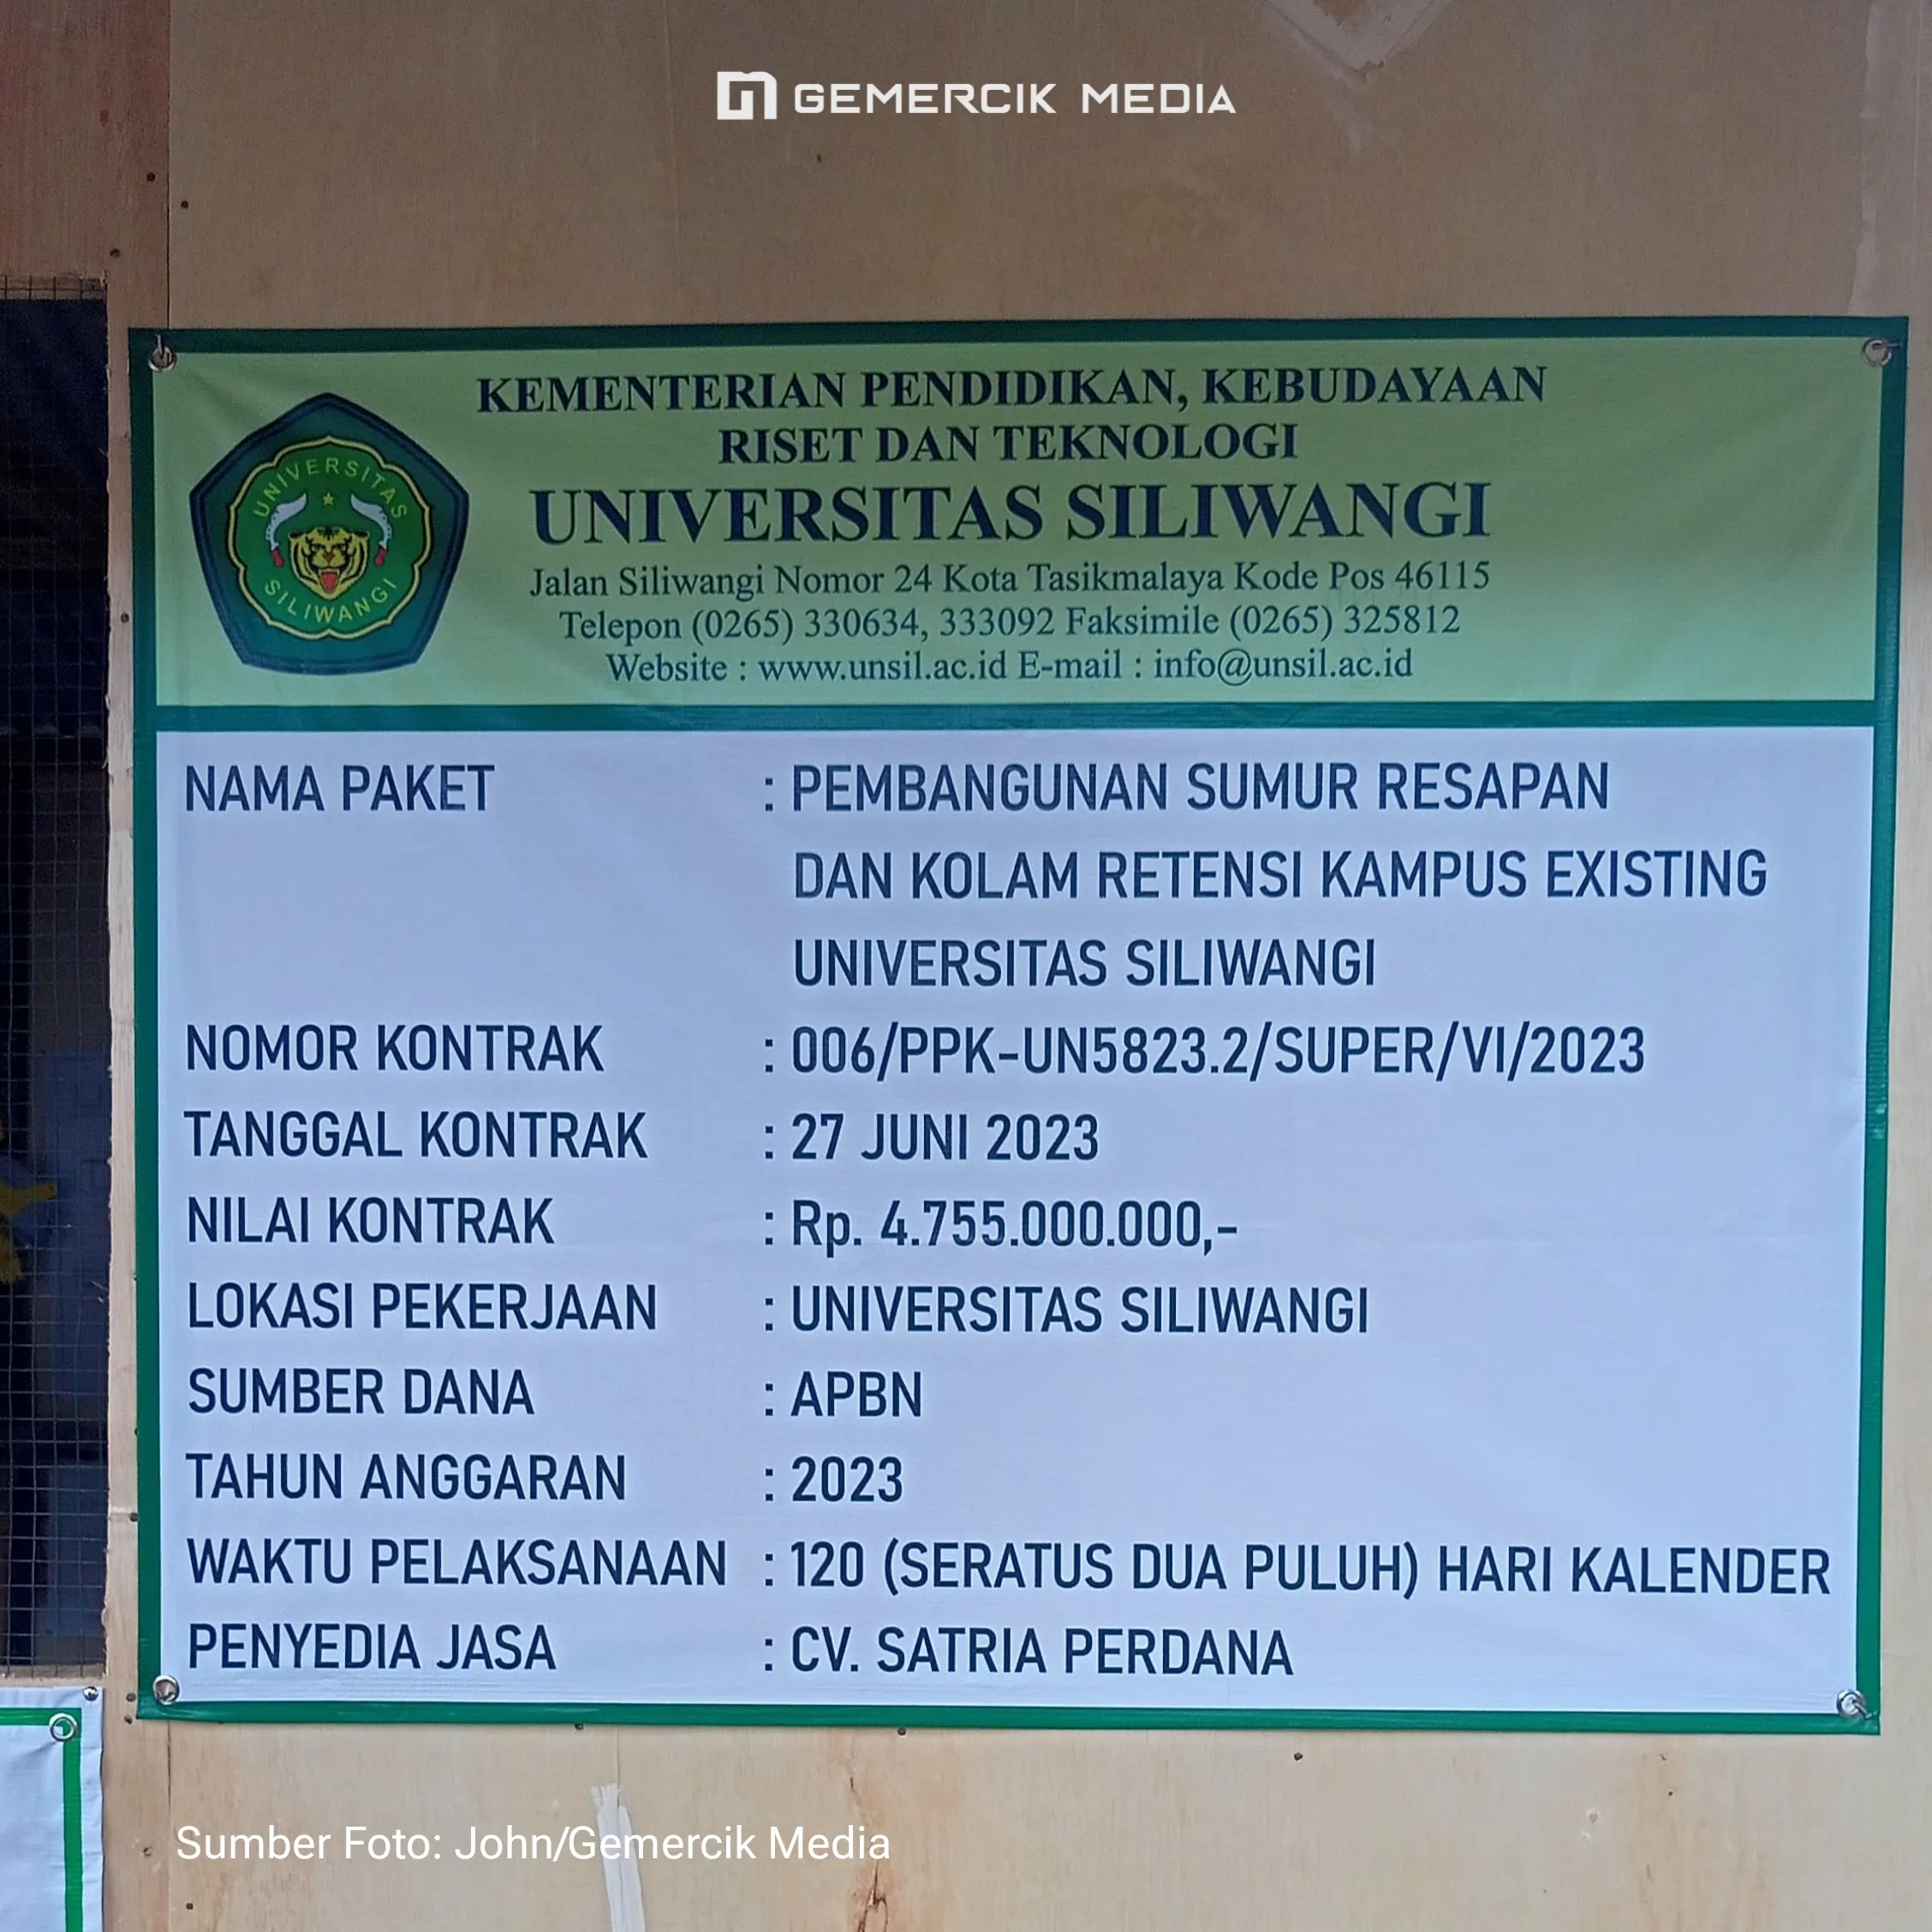 GEMERCIK MEDIA
KEMENTERIAN PENDIDIKAN, KEBUDAYAAN
RISET DAN TEKNOLOGI
UNIVERSITAS SILIWANGI
Jalan Siliwangi Nomor 24 Kota Tasikmalaya Kode Pos 46115
Telepon (0265) 330634, 333092 Faksimile (0265) 325812
Website : www.unsil.ac.id E-mail : info@unsil.ac.id
UNIVERSITAS
SILIWANGI
NAMA PAKET : PEMBANGUNAN SUMUR RESAPAN
DAN KOLAM RETENSI KAMPUS EXISTING
UNIVERSITAS SILIWANGI
NOMOR KONTRAK : 006/PPK-UN5823.2/SUPER/VI/2023
TANGGAL KONTRAK : 27 JUNI 2023
NILAI KONTRAK : Rp. 4.755.000.000,-
LOKASI PEKERJAAN : UNIVERSITAS SILIWANGI
SUMBER DANA : APBN
TAHUN ANGGARAN : 2023
WAKTU PELAKSANAAN : 120 (SERATUS DUA PULUH) HARI KALENDER
PENYEDIA JASA : CV. SATRIA PERDANA
Sumber Foto: John/Gemercik Media